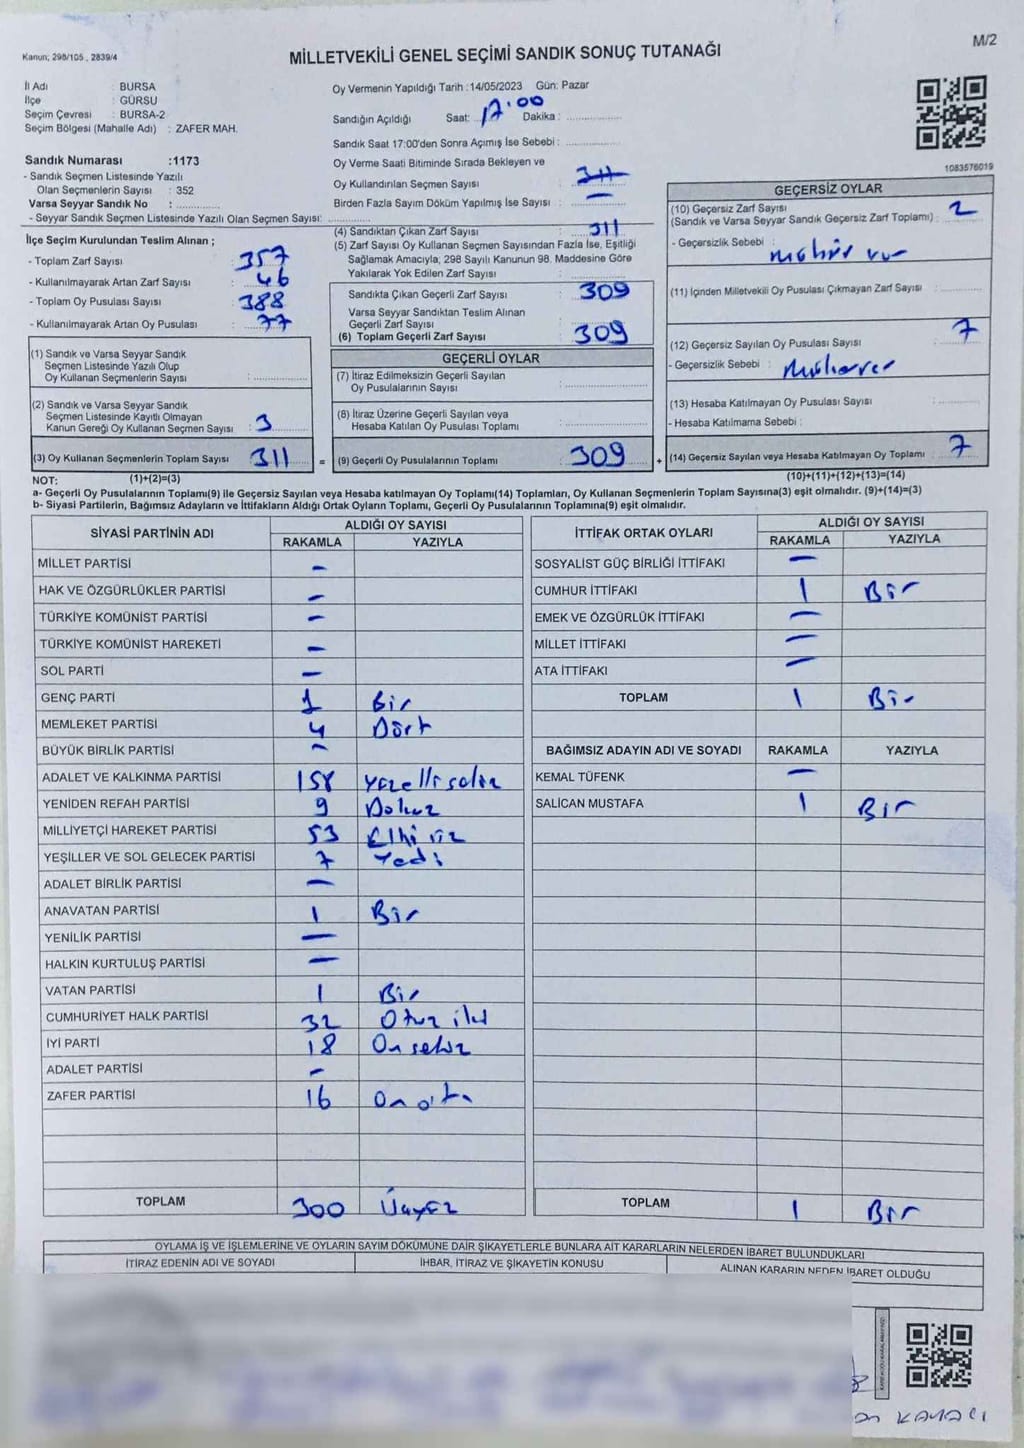 Kanun; 298/105 , 2839/4
M/2
MİLLETVEKİLİ GENEL SEÇİMİ SANDIK SONUÇ TUTANAĞI
İl Adı : BURSA
İlçe : GÜRSU
Seçim Çevresi : BURSA-2
Seçim Bölgesi (Mahalle Adı) : ZAFER MAH.
Sandık Numarası :1173
- Sandık Seçmen Listesinde Yazılı
Olan Seçmenlerin Sayısı : 352
Varsa Seyyar Sandık No :
- Seyyar Sandık Seçmen Listesinde Yazılı Olan Seçmen Sayısı:
Oy Vermenin Yapıldığı Tarih :14/05/2023 Gün: Pazar
Sandığın Açıldığı Saat: 17.00 Dakika :
Sandık Saat 17:00'den Sonra Açımış İse Sebebi :
Oy Verme Saati Bitiminde Sırada Bekleyen ve
Oy Kullandırılan Seçmen Sayısı : 311
Birden Fazla Sayım Döküm Yapılmış İse Sayısı : —
1083576019
İlçe Seçim Kurulundan Teslim Alınan ;
- Toplam Zarf Sayısı : 357
- Kullanılmayarak Artan Zarf Sayısı : 46
- Toplam Oy Pusulası Sayısı : 388
- Kullanılmayarak Artan Oy Pusulası : 77
(1) Sandık ve Varsa Seyyar Sandık
Seçmen Listesinde Yazılı Olup
Oy Kullanan Seçmenlerin Sayısı :
(2) Sandık ve Varsa Seyyar Sandık
Seçmen Listesinde Kayıtlı Olmayan
Kanun Gereği Oy Kullanan Seçmen Sayısı : 3
(3) Oy Kullanan Seçmenlerin Toplam Sayısı 311 =
(1)+(2)=(3)
(4) Sandıktan Çıkan Zarf Sayısı : 311
(5) Zarf Sayısı Oy Kullanan Seçmen Sayısından Fazla İse, Eşitliği
Sağlamak Amacıyla; 298 Sayılı Kanunun 98. Maddesine Göre
Yakılarak Yok Edilen Zarf Sayısı :
Sandıkta Çıkan Geçerli Zarf Sayısı : 309
Varsa Seyyar Sandıktan Teslim Alınan
Geçerli Zarf Sayısı :
(6) Toplam Geçerli Zarf Sayısı : 309
GEÇERLİ OYLAR
(7) İtiraz Edilmeksizin Geçerli Sayılan
Oy Pusulalarının Sayısı :
(8) İtiraz Üzerine Geçerli Sayılan veya
Hesaba Katılan Oy Pusulası Toplamı :
(9) Geçerli Oy Pusulalarının Toplamı : 309 +
GEÇERSİZ OYLAR
(10) Geçersiz Zarf Sayısı : 2
(Sandık ve Varsa Seyyar Sandık Geçersiz Zarf Toplamı)
- Geçersizlik Sebebi : mühür var
(11) İçinden Milletvekili Oy Pusulası Çıkmayan Zarf Sayısı :
(12) Geçersiz Sayılan Oy Pusulası Sayısı : 7
- Geçersizlik Sebebi :
(13) Hesaba Katılmayan Oy Pusulası Sayısı :
- Hesaba Katılmama Sebebi :
(14) Geçersiz Sayılan veya Hesaba Katılmayan Oy Toplamı : 7
(10)+(11)+(12)+(13)=(14)
NOT:
a- Geçerli Oy Pusulalarının Toplamı(9) ile Geçersiz Sayılan veya Hesaba katılmayan Oy Toplamı(14) Toplamları, Oy Kullanan Seçmenlerin Toplam Sayısına(3) eşit olmalıdır. (9)+(14)=(3)
b- Siyasi Partilerin, Bağımsız Adayların ve İttifakların Aldığı Ortak Oyların Toplamı, Geçerli Oy Pusulalarının Toplamına(9) eşit olmalıdır.
SİYASİ PARTİNİN ADI ALDIĞI OY SAYISI
RAKAMLA YAZIYLA
MİLLET PARTİSİ —
HAK VE ÖZGÜRLÜKLER PARTİSİ —
TÜRKİYE KOMÜNİST PARTİSİ —
TÜRKİYE KOMÜNİST HAREKETİ —
SOL PARTİ —
GENÇ PARTİ 1 Bir
MEMLEKET PARTİSİ 4 Dört
BÜYÜK BİRLİK PARTİSİ —
ADALET VE KALKINMA PARTİSİ 158 yüzellisekiz
YENİDEN REFAH PARTİSİ 9 Dokuz
MİLLİYETÇİ HAREKET PARTİSİ 53 Elliüç
YEŞİLLER VE SOL GELECEK PARTİSİ 7 Yedi
ADALET BİRLİK PARTİSİ —
ANAVATAN PARTİSİ 1 Bir
YENİLİK PARTİSİ —
HALKIN KURTULUŞ PARTİSİ —
VATAN PARTİSİ 1 Bir
CUMHURİYET HALK PARTİSİ 32 Otuz iki
İYİ PARTİ 18 On sekiz
ADALET PARTİSİ —
ZAFER PARTİSİ 16 On altı
TOPLAM 300 Üçyüz
İTTİFAK ORTAK OYLARI ALDIĞI OY SAYISI
RAKAMLA YAZIYLA
SOSYALİST GÜÇ BİRLİĞİ İTTİFAKI —
CUMHUR İTTİFAKI 1 Bir
EMEK VE ÖZGÜRLÜK İTTİFAKI —
MİLLET İTTİFAKI —
ATA İTTİFAKI —
TOPLAM 1 Bir
BAĞIMSIZ ADAYIN ADI VE SOYADI RAKAMLA YAZIYLA
KEMAL TÜFENK —
SALİCAN MUSTAFA 1 Bir
TOPLAM 1 Bir
OYLAMA İŞ VE İŞLEMLERİNE VE OYLARIN SAYIM DÖKÜMÜNE DAİR ŞİKAYETLERLE BUNLARA AİT KARARLARIN NELERDEN İBARET BULUNDUKLARI
İTİRAZ EDENİN ADI VE SOYADI İHBAR, İTİRAZ VE ŞİKAYETİN KONUSU ALINAN KARARIN NEDEN İBARET OLDUĞU